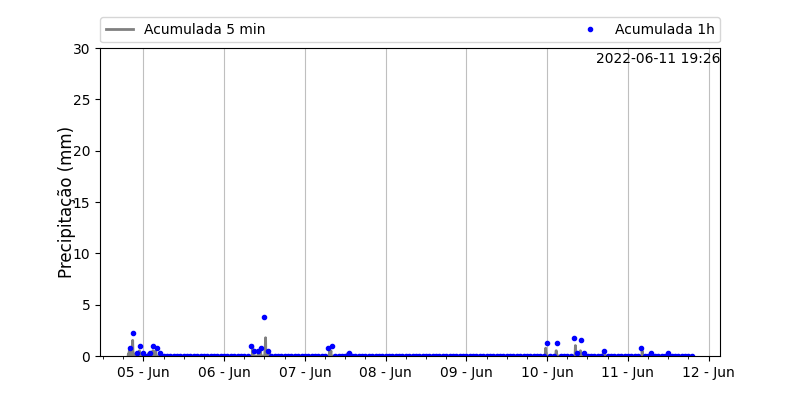 Acumulada 5 min
Acumulada 1h
2022-06-11 19:26
Precipitação (mm)
30
25
20
15
10
5
0
05 - Jun 06 - Jun 07 - Jun 08 - Jun 09 - Jun 10 - Jun 11 - Jun 12 - Jun